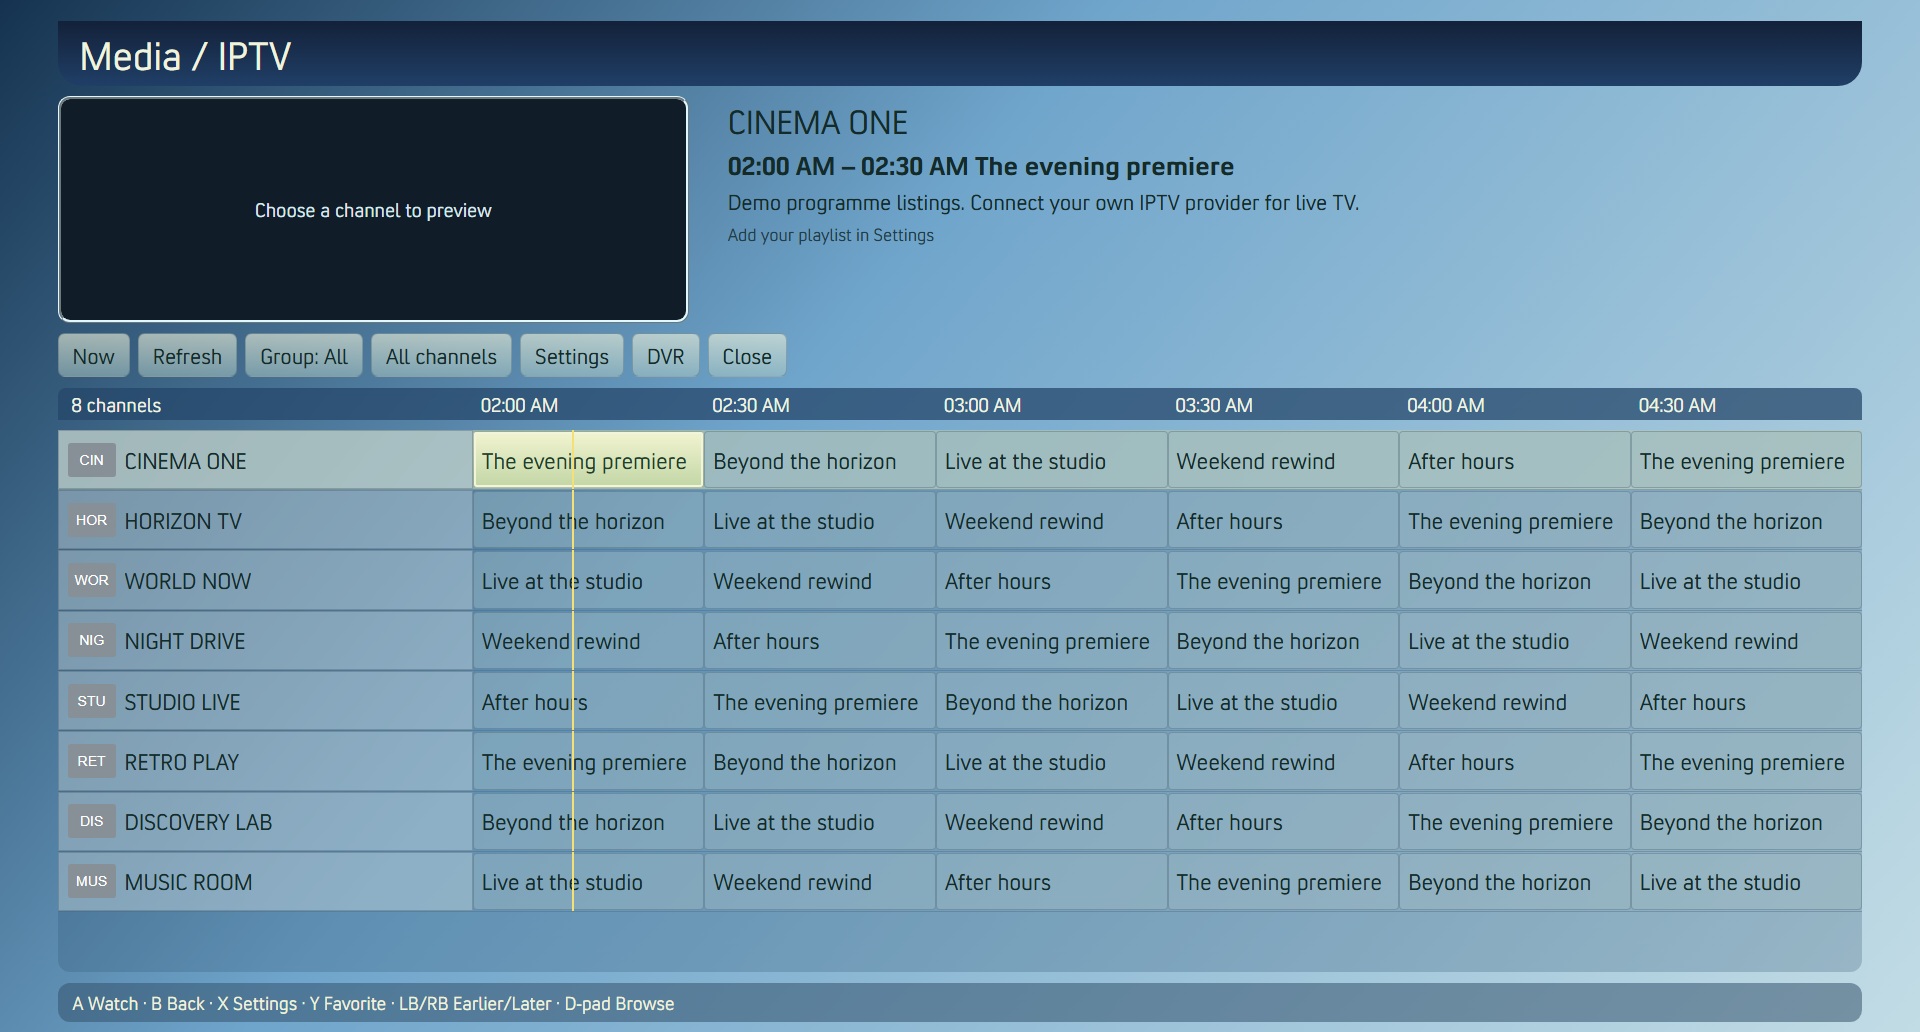 Media / IPTV
Choose a channel to preview
CINEMA ONE
02:00 AM – 02:30 AM The evening premiere
Demo programme listings. Connect your own IPTV provider for live TV.
Add your playlist in Settings
Now Refresh Group: All All channels Settings DVR Close
8 channels 02:00 AM 02:30 AM 03:00 AM 03:30 AM 04:00 AM 04:30 AM
CIN CINEMA ONE The evening premiere Beyond the horizon Live at the studio Weekend rewind After hours The evening premiere
HOR HORIZON TV Beyond the horizon Live at the studio Weekend rewind After hours The evening premiere Beyond the horizon
WOR WORLD NOW Live at the studio Weekend rewind After hours The evening premiere Beyond the horizon Live at the studio
NIG NIGHT DRIVE Weekend rewind After hours The evening premiere Beyond the horizon Live at the studio Weekend rewind
STU STUDIO LIVE After hours The evening premiere Beyond the horizon Live at the studio Weekend rewind After hours
RET RETRO PLAY The evening premiere Beyond the horizon Live at the studio Weekend rewind After hours The evening premiere
DIS DISCOVERY LAB Beyond the horizon Live at the studio Weekend rewind After hours The evening premiere Beyond the horizon
MUS MUSIC ROOM Live at the studio Weekend rewind After hours The evening premiere Beyond the horizon Live at the studio
A Watch · B Back · X Settings · Y Favorite · LB/RB Earlier/Later · D-pad Browse